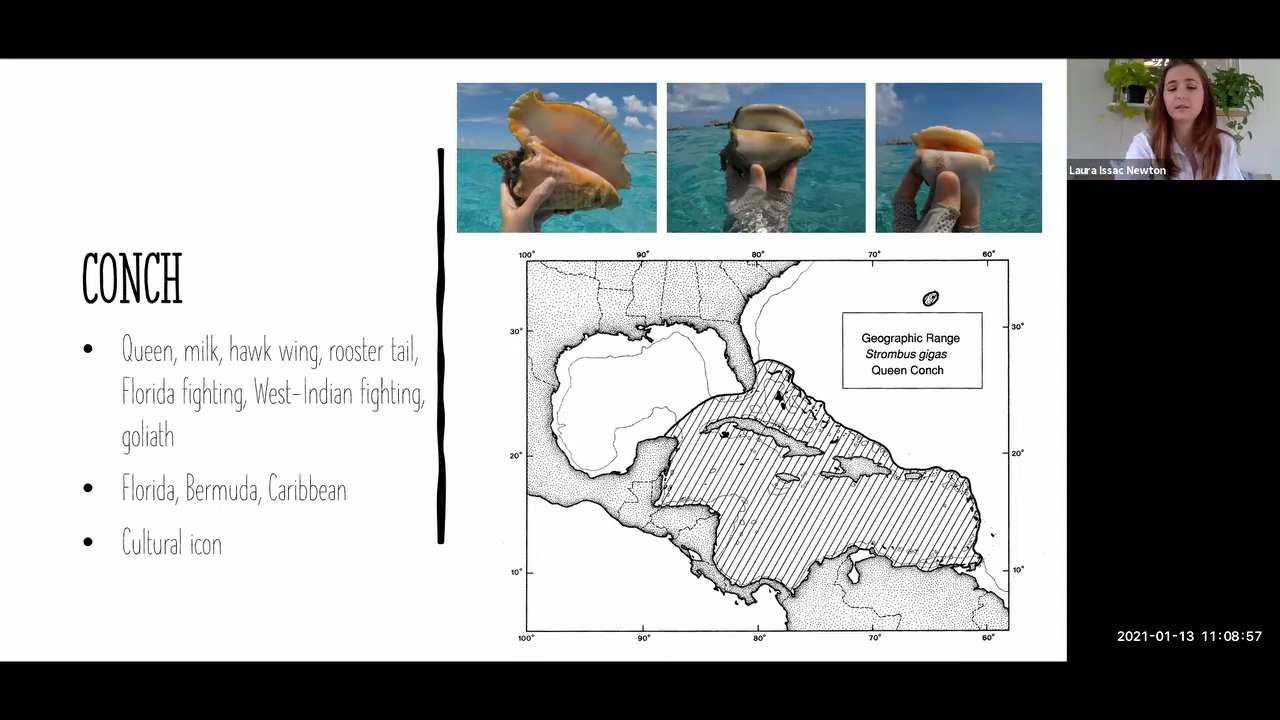 CONCH
• Queen, milk, hawk wing, rooster tail,
Florida fighting, West-Indian fighting,
goliath
• Florida, Bermuda, Caribbean
• Cultural icon
100° 90° 80° 70° 60°
30° 30°
Geographic Range
Strombus gigas
Queen Conch
20° 20°
10° 10°
100° 90° 80° 70° 60°
Laura Issac Newton
2021-01-13 11:08:57